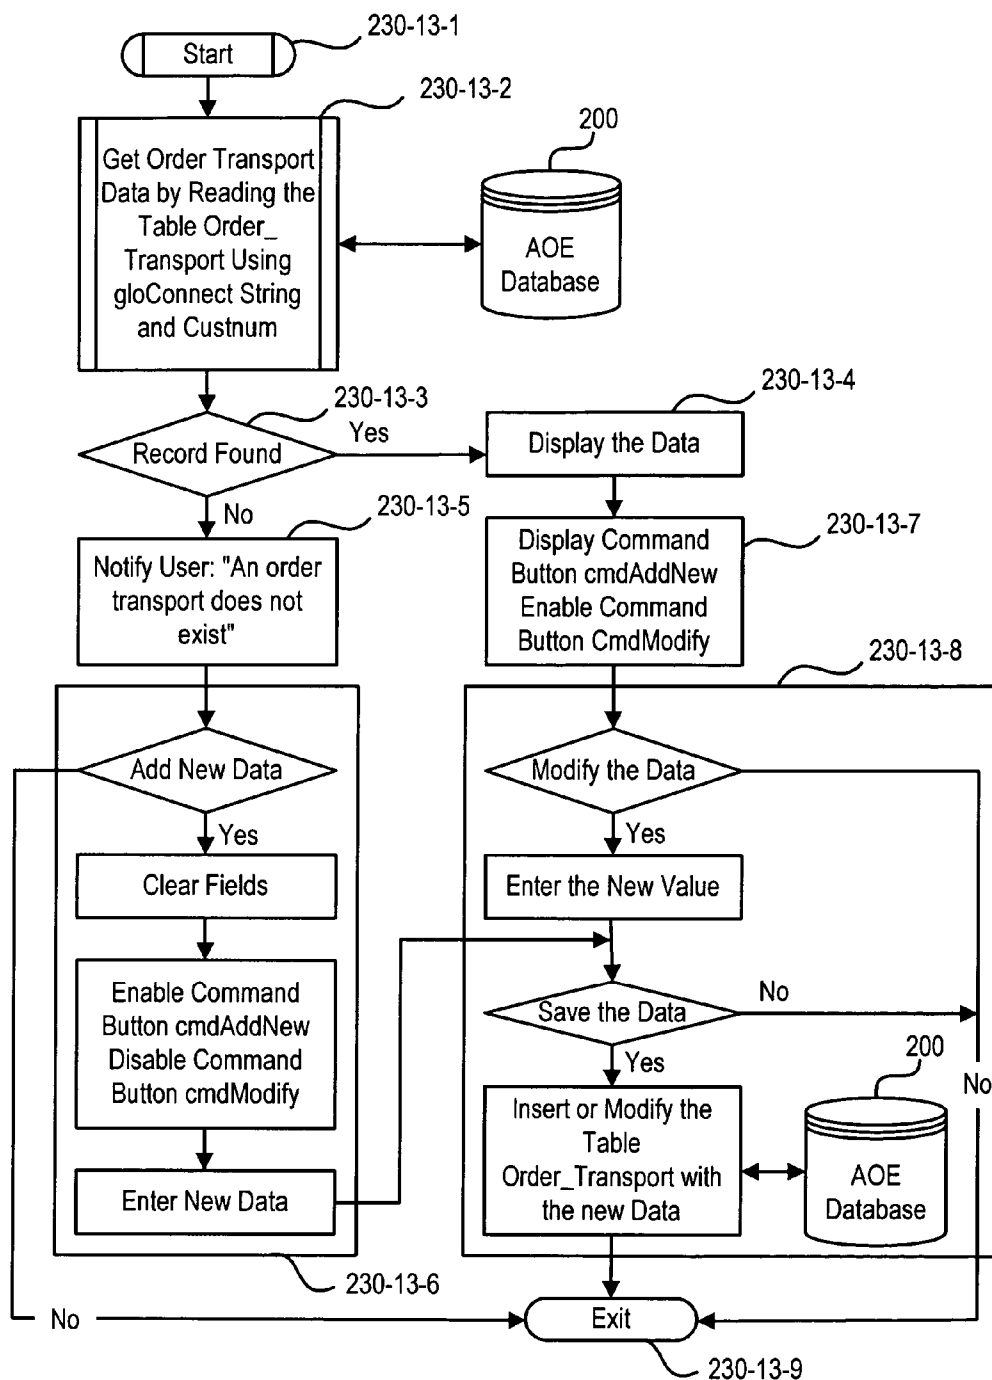 230-13-1
Start
230-13-2
200
Get Order Transport
Data by Reading the
Table Order_
Transport Using
gloConnect String
and Custnum
AOE
Database
230-13-3
230-13-4
Record Found
Yes
Display the Data
No
230-13-5
230-13-7
Notify User: "An order
transport does not
exist"
Display Command
Button cmdAddNew
Enable Command
Button CmdModify
230-13-8
Add New Data
Modify the Data
Yes
Yes
Clear Fields
Enter the New Value
Enable Command
Button cmdAddNew
Disable Command
Button cmdModify
Save the Data
No
Yes
200
No
Insert or Modify the
Table
Order_Transport with
the new Data
AOE
Database
Enter New Data
230-13-6
No
Exit
230-13-9